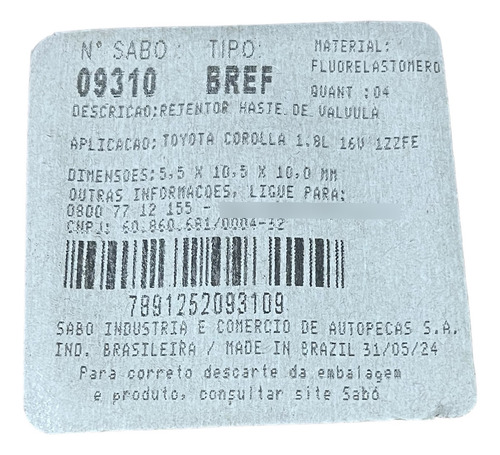 Nº SABO: TIPO: MATERIAL:
09310 BREF FLUORELASTOMERO
QUANT :04
DESCRICAO:RETENTOR HASTE DE VALVULA
APLICACAO: TOYOTA COROLLA 1.8L 16V 1ZZFE
DIMENSOES:5,5 X 10,5 X 10,0 MM
OUTRAS INFORMACOES, LIGUE PARA:
0800 77 12 155 -
CNPJ: 60.860.681/0004-32
7891252093109
SABO INDUSTRIA E COMERCIO DE AUTOPECAS S.A.
IND. BRASILEIRA / MADE IN BRAZIL 31/05/24
Para correto descarte da embalagem
e produto, consultar site Sabó